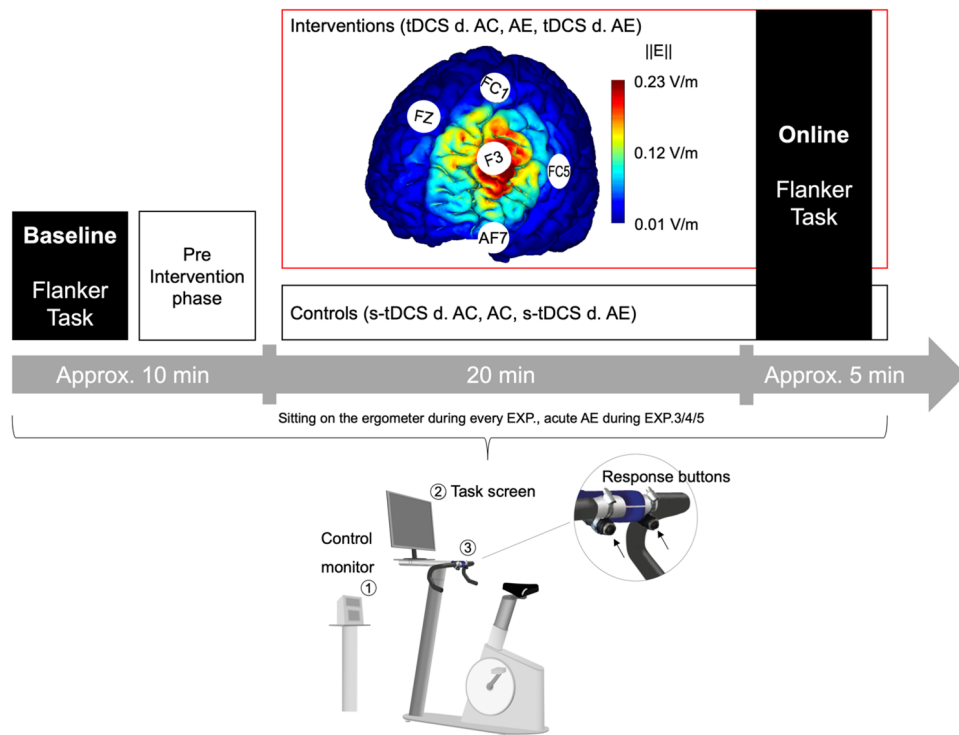 Interventions (tDCS d. AC, AE, tDCS d. AE)
||E||
0.23 V/m
0.12 V/m
0.01 V/m
FC1
FZ
F3
FC5
AF7
Online
Flanker
Task
Baseline
Flanker
Task
Pre
Intervention
phase
Controls (s-tDCS d. AC, AC, s-tDCS d. AE)
Approx. 10 min
20 min
Approx. 5 min
Sitting on the ergometer during every EXP., acute AE during EXP.3/4/5
Response buttons
② Task screen
③
Control
monitor
①